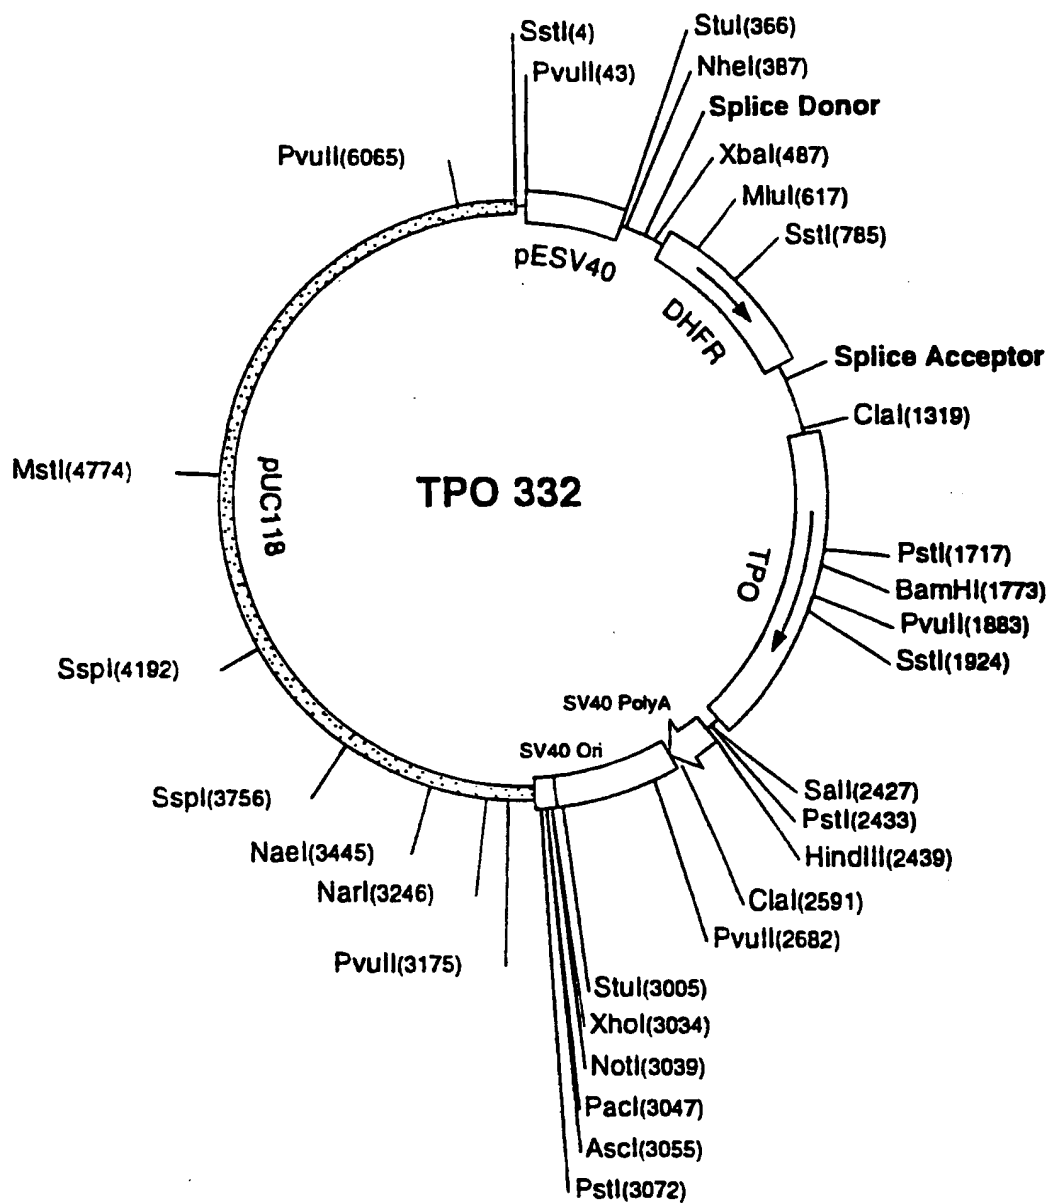 SstI(4)
PvuII(43)
StuI(366)
NheI(387)
Splice Donor
XbaI(487)
MluI(617)
SstI(785)
Splice Acceptor
ClaI(1319)
PstI(1717)
BamHI(1773)
PvuII(1883)
SstI(1924)
SalI(2427)
PstI(2433)
HindIII(2439)
ClaI(2591)
PvuII(2682)
StuI(3005)
XhoI(3034)
NotI(3039)
PacI(3047)
AscI(3055)
PstI(3072)
PvuII(3175)
NarI(3246)
NaeI(3445)
SspI(3756)
SspI(4192)
MstI(4774)
PvuII(6065)
pESV40
DHFR
TPO
SV40 PolyA
SV40 Ori
pUC118
TPO 332